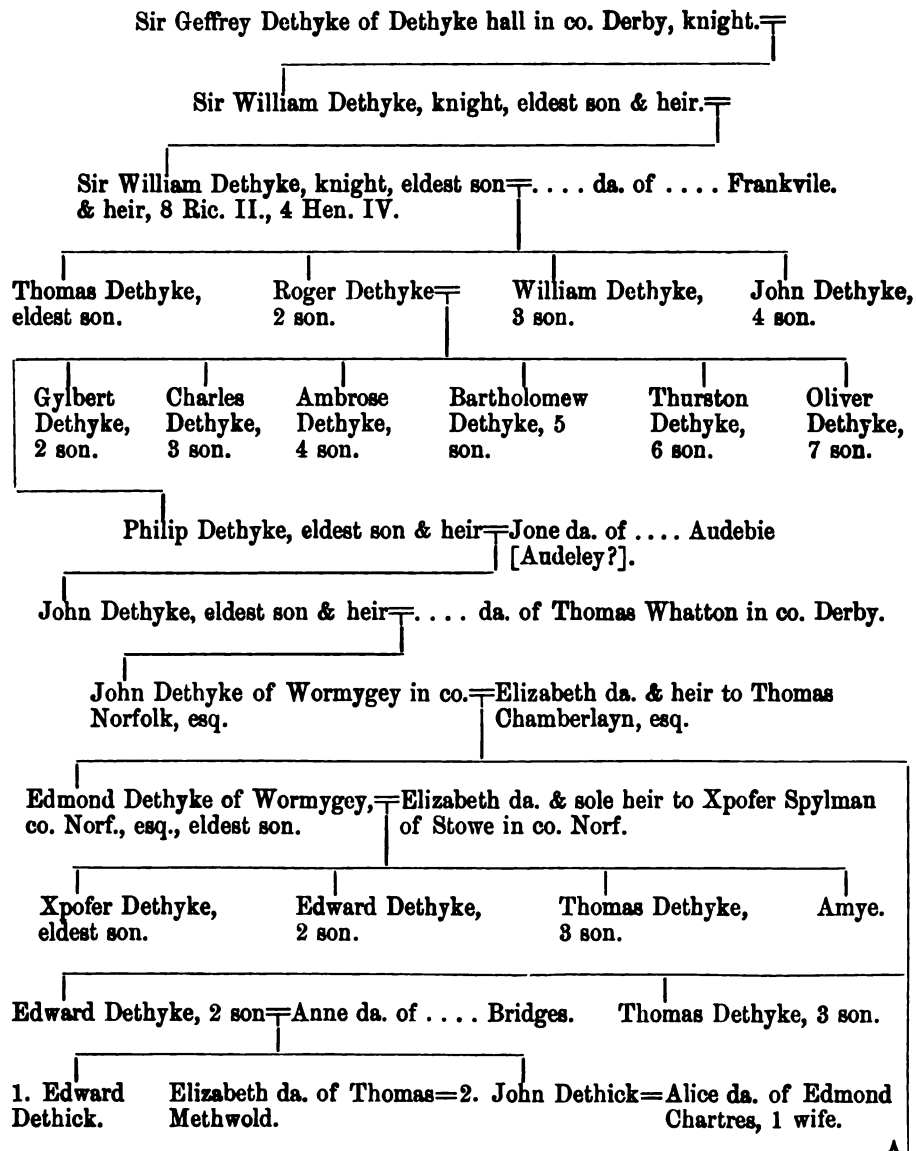 Sir Geffrey Dethyke of Dethyke hall in co. Derby, knight.
Sir William Dethyke, knight, eldest son & heir.
Sir William Dethyke, knight, eldest son .... da. of .... Frankvile.
& heir, 8 Ric. II., 4 Hen. IV.
Thomas Dethyke,
eldest son.
Roger Dethyke
2 son.
William Dethyke,
3 son.
John Dethyke,
4 son.
Gylbert
Dethyke,
2 son.
Charles
Dethyke,
3 son.
Ambrose
Dethyke,
4 son.
Bartholomew
Dethyke, 5
son.
Thurston
Dethyke,
6 son.
Oliver
Dethyke,
7 son.
Philip Dethyke, eldest son & heir
Jone da. of .... Audebie
[Audeley?].
John Dethyke, eldest son & heir .... da. of Thomas Whatton in co. Derby.
John Dethyke of Wormygey in co.
Norfolk, esq.
Elizabeth da. & heir to Thomas
Chamberlayn, esq.
Edmond Dethyke of Wormygey,
co. Norf., esq., eldest son.
Elizabeth da. & sole heir to Xpofer Spylman
of Stowe in co. Norf.
Xpofer Dethyke,
eldest son.
Edward Dethyke,
2 son.
Thomas Dethyke,
3 son.
Amye.
Edward Dethyke, 2 son
Anne da. of .... Bridges.
Thomas Dethyke, 3 son.
1. Edward
Dethick.
Elizabeth da. of Thomas=
Methwold.
2. John Dethick=
Alice da. of Edmond
Chartres, 1 wife.
A